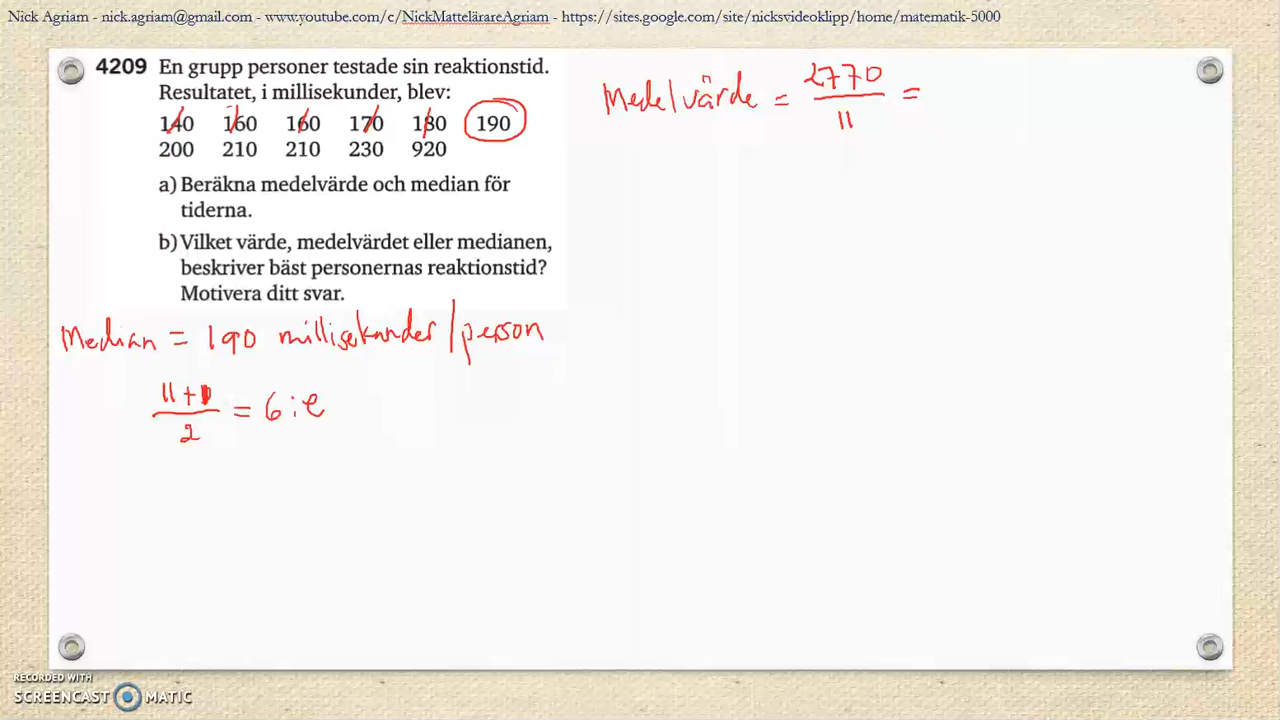 Nick Agriam - nick.agriam@gmail.com - www.youtube.com/c/NickMattelärareAgriam - https://sites.google.com/site/nicksvideoklipp/home/matematik-5000
4209 En grupp personer testade sin reaktionstid.
Resultatet, i millisekunder, blev:
140 160 160 170 180 190
200 210 210 230 920
a) Beräkna medelvärde och median för
tiderna.
b) Vilket värde, medelvärdet eller medianen,
beskriver bäst personernas reaktionstid?
Motivera ditt svar.
Median = 190 millisekunder/person
11+1
2
= 6:e
Medelvärde = 2770
11
=
RECORDED WITH
SCREENCAST MATIC